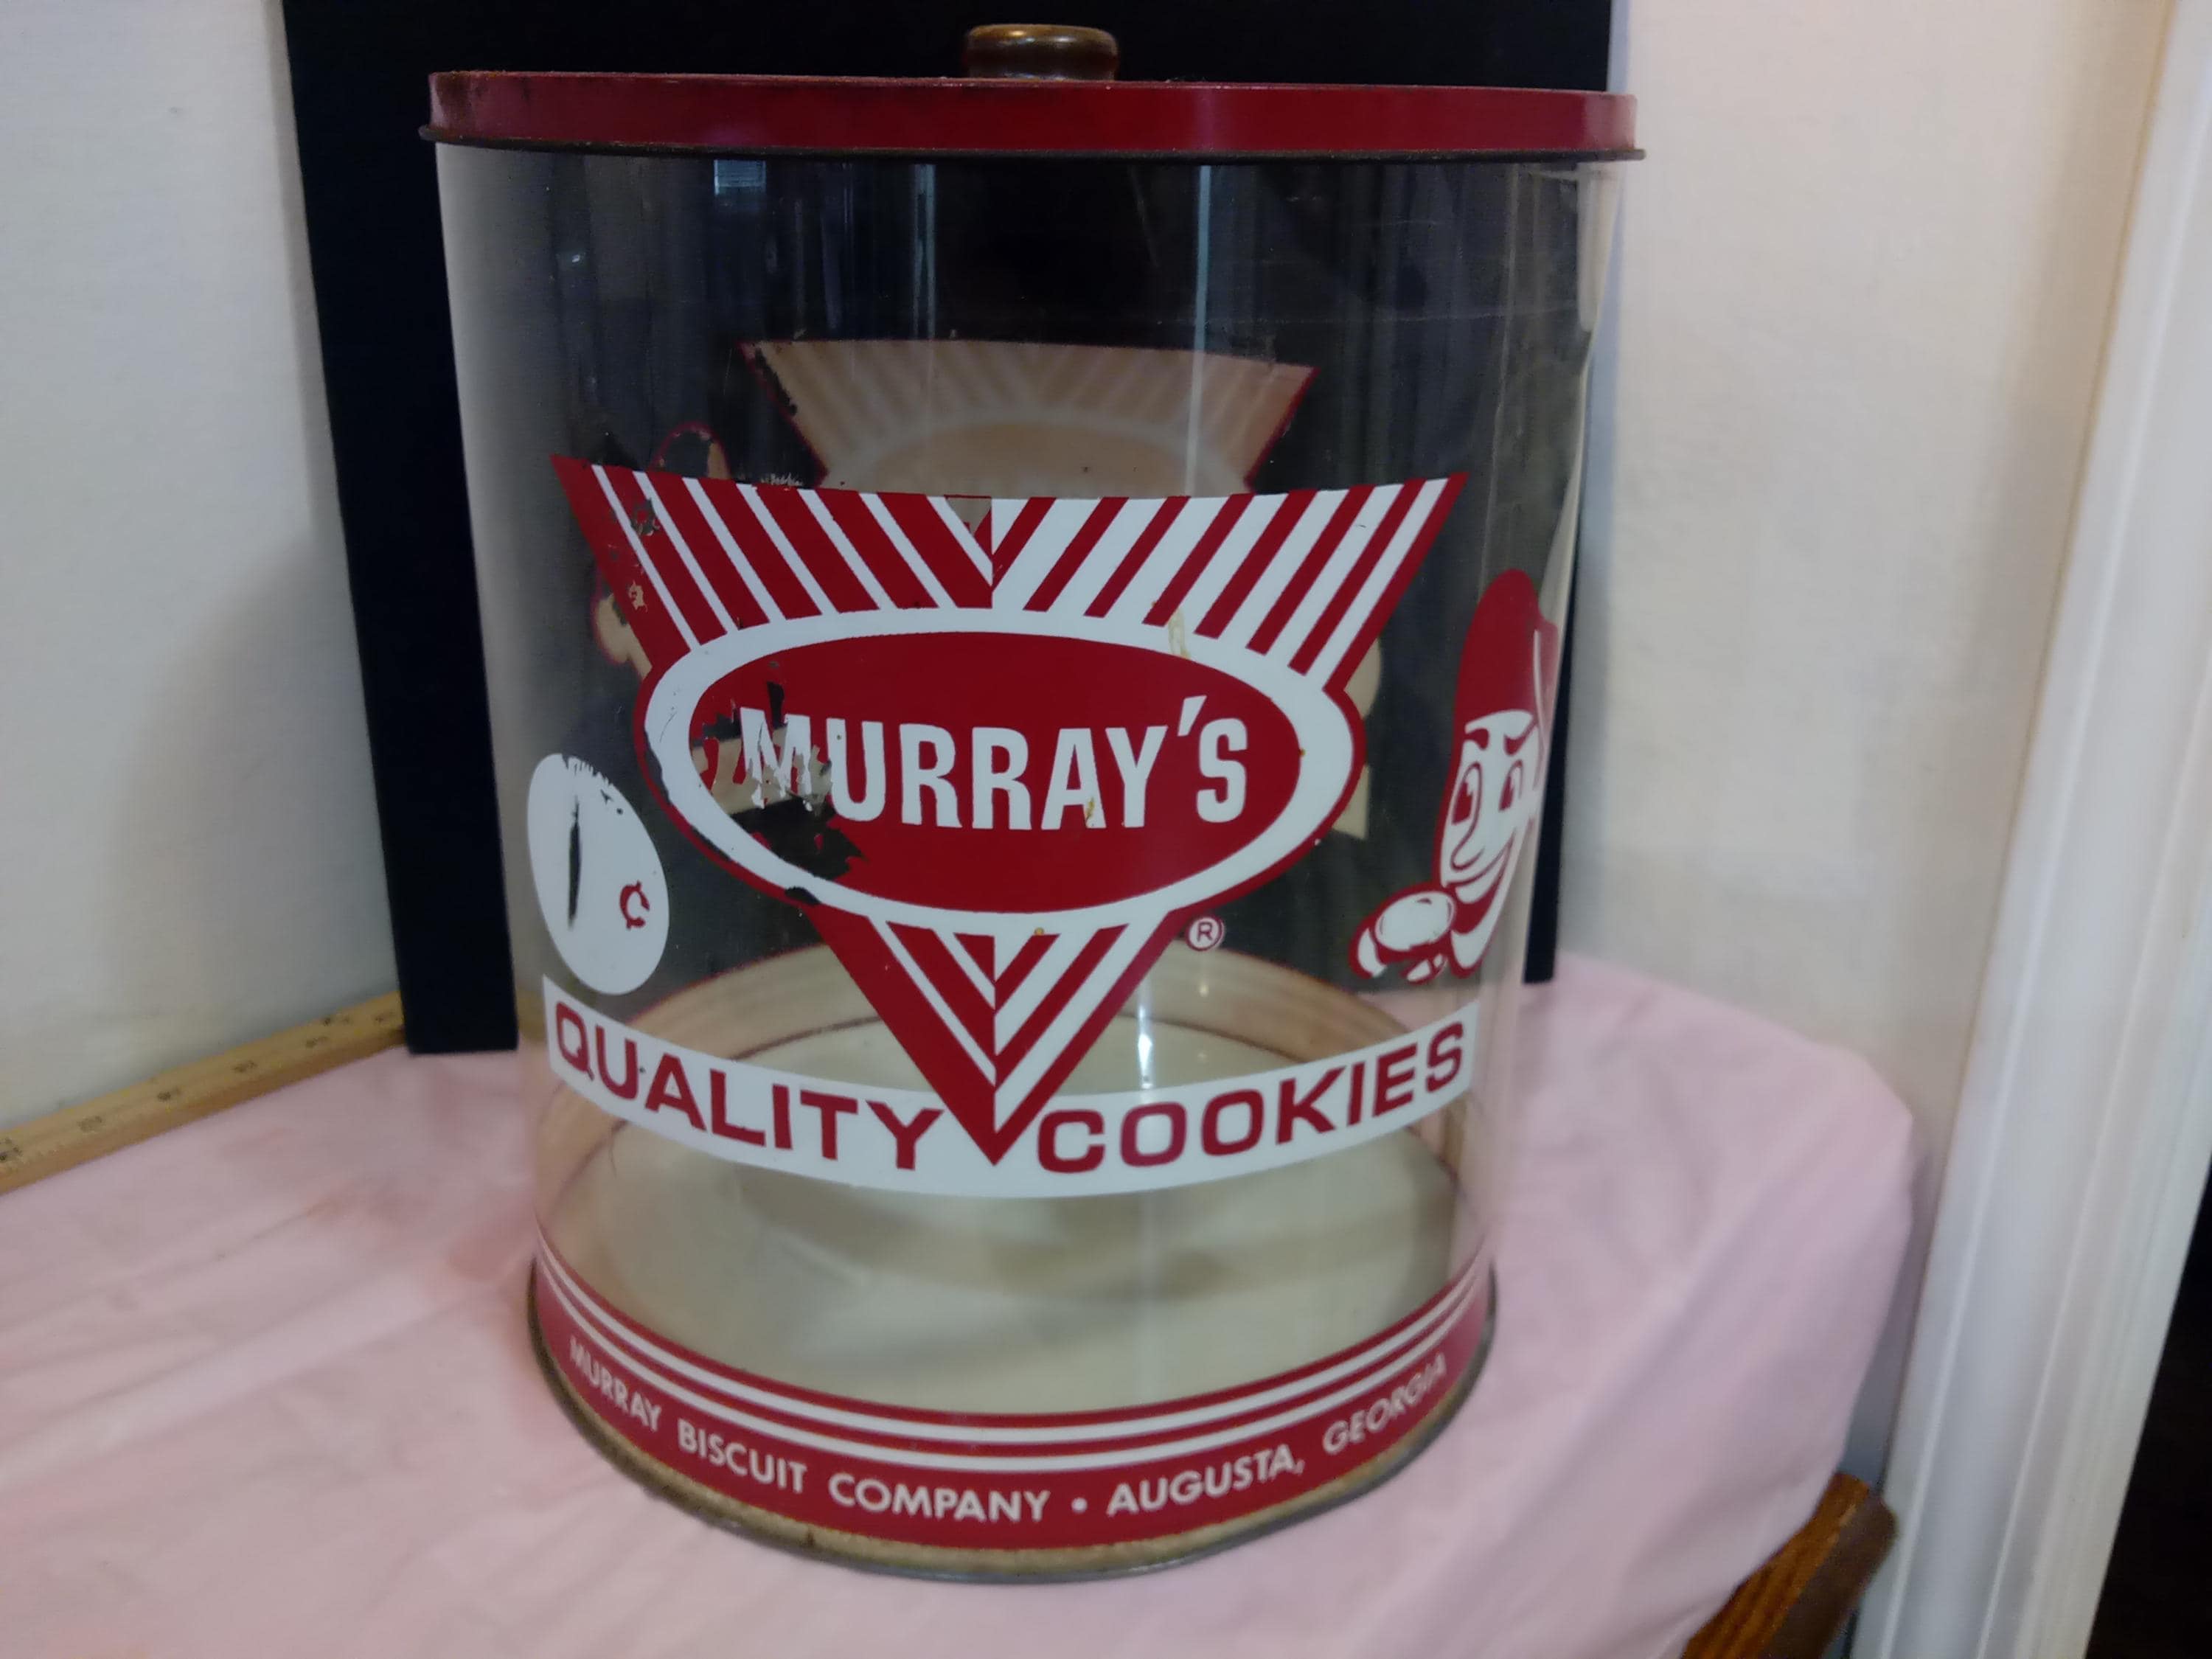 MURRAY'S
®
¢
QUALITY COOKIES
MURRAY BISCUIT COMPANY • AUGUSTA, GEORGIA